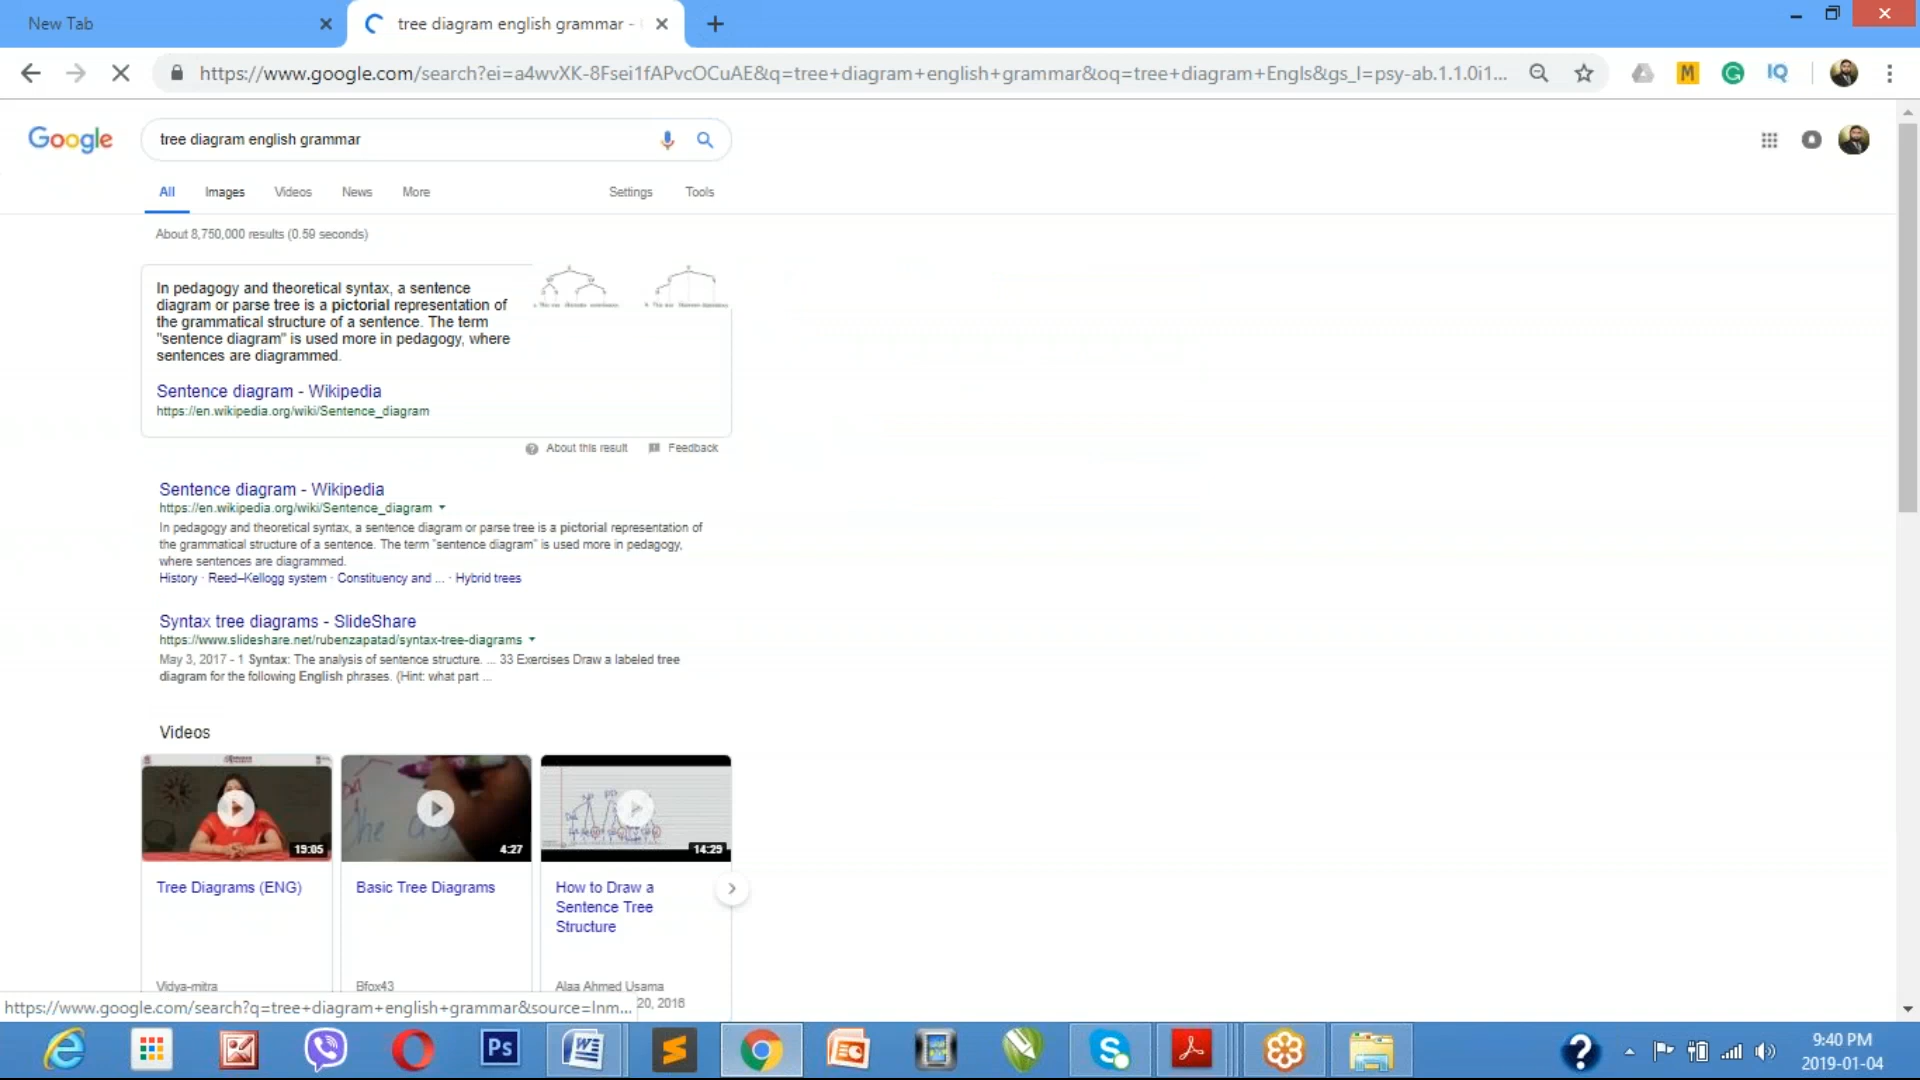 New Tab
tree diagram english grammar -
https://www.google.com/search?ei=a4wvXK-8Fsei1fAPvcOCuAE&q=tree+diagram+english+grammar&oq=tree+diagram+Engls&gs_l=psy-ab.1.1.0i1...
M
IQ
Google
tree diagram english grammar
All Images Videos News More Settings Tools
About 8,750,000 results (0.59 seconds)
In pedagogy and theoretical syntax, a sentence
diagram or parse tree is a pictorial representation of
the grammatical structure of a sentence. The term
"sentence diagram" is used more in pedagogy, where
sentences are diagrammed.
Sentence diagram - Wikipedia
https://en.wikipedia.org/wiki/Sentence_diagram
About this result Feedback
Sentence diagram - Wikipedia
https://en.wikipedia.org/wiki/Sentence_diagram
In pedagogy and theoretical syntax, a sentence diagram or parse tree is a pictorial representation of
the grammatical structure of a sentence. The term "sentence diagram" is used more in pedagogy,
where sentences are diagrammed.
History · Reed–Kellogg system · Constituency and ... · Hybrid trees
Syntax tree diagrams - SlideShare
https://www.slideshare.net/rubenzapatad/syntax-tree-diagrams
May 3, 2017 - 1 Syntax: The analysis of sentence structure. ... 33 Exercises Draw a labeled tree
diagram for the following English phrases. (Hint: what part ...
Videos
19:05
4:27
14:29
Tree Diagrams (ENG)
Basic Tree Diagrams
How to Draw a
Sentence Tree
Structure
Vidya-mitra
Bfox43
Alaa Ahmed Usama
20, 2016
https://www.google.com/search?q=tree+diagram+english+grammar&source=lnm...
Ps
9:40 PM
2019-01-04